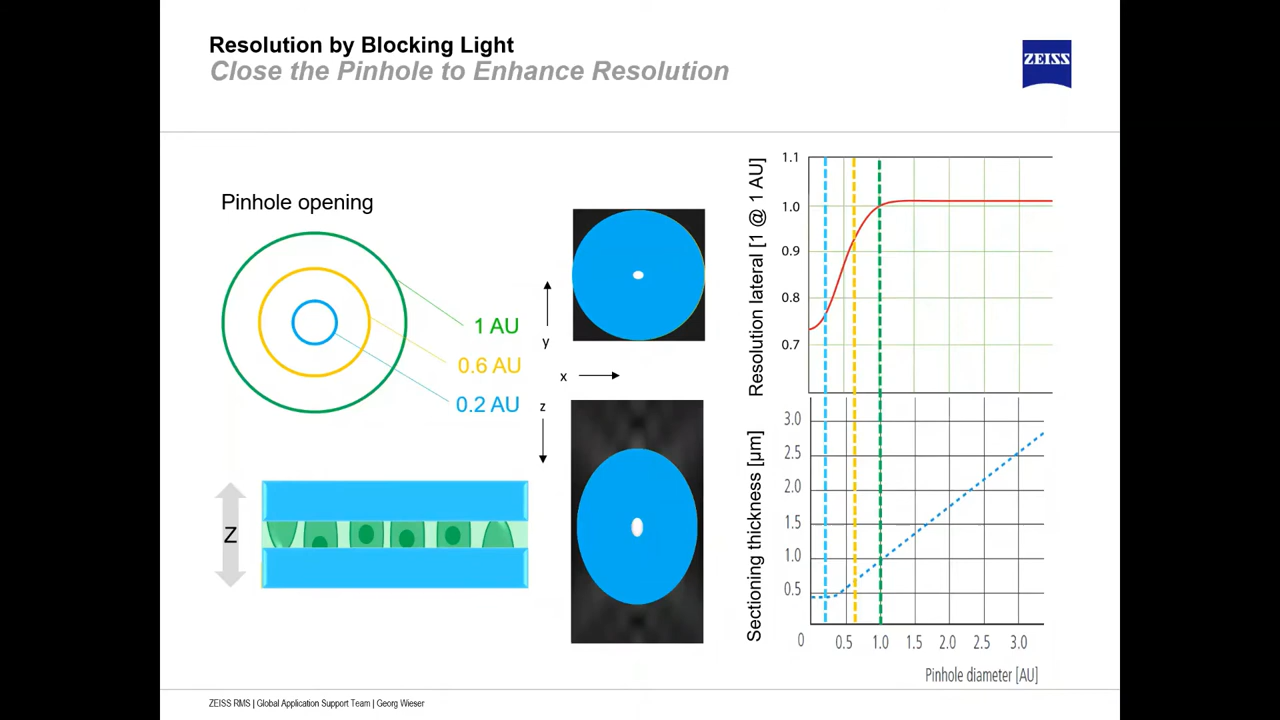 Resolution by Blocking Light
Close the Pinhole to Enhance Resolution
ZEISS
Pinhole opening
1 AU
0.6 AU
0.2 AU
Z
y
x
z
Resolution lateral [1 @ 1 AU]
1.1
1.0
0.9
0.8
0.7
Sectioning thickness [µm]
3.0
2.5
2.0
1.5
1.0
0.5
0 0.5 1.0 1.5 2.0 2.5 3.0
Pinhole diameter [AU]
ZEISS RMS | Global Application Support Team | Georg Wieser